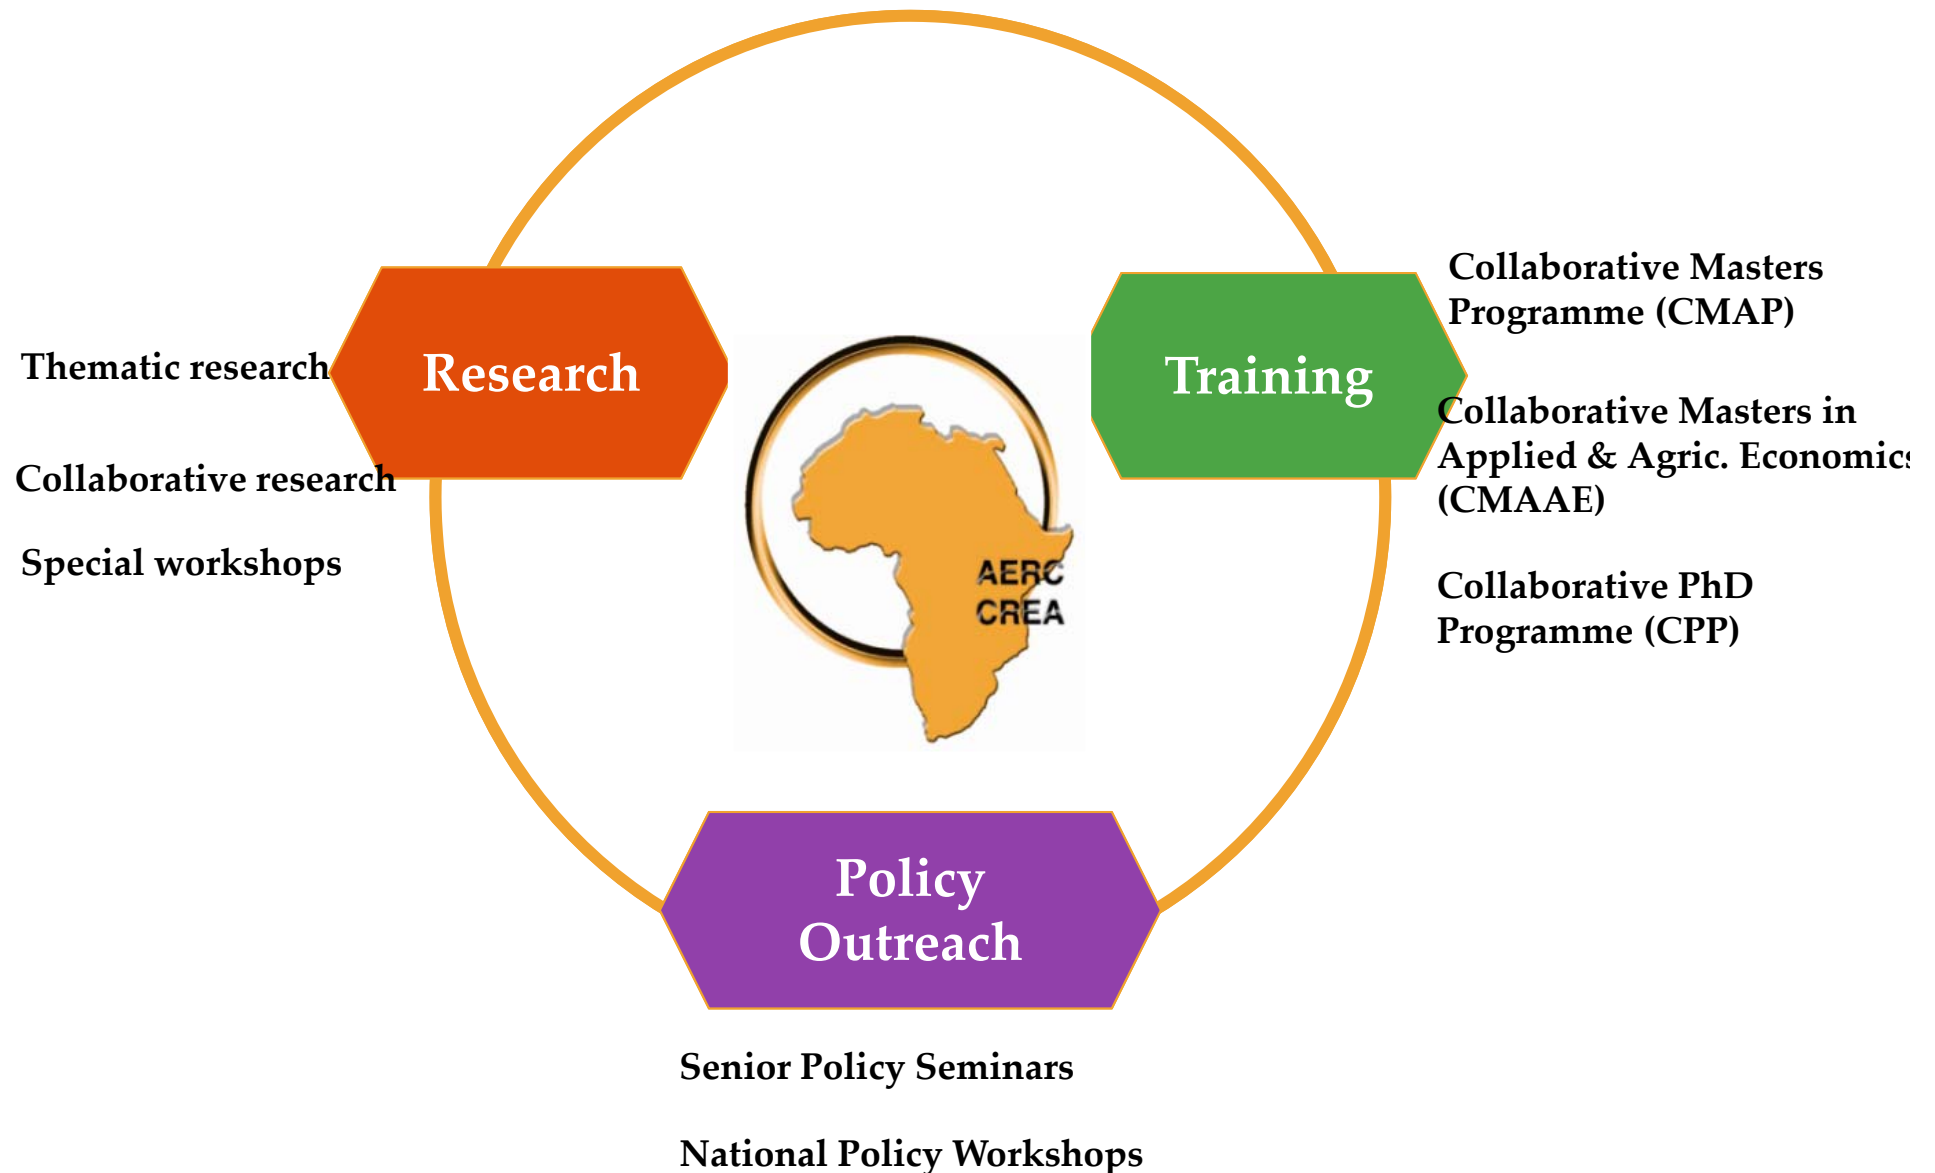 Research
Thematic research
Collaborative research
Special workshops
AERC
CREA
Training
Collaborative Masters
Programme (CMAP)
Collaborative Masters in
Applied & Agric. Economics
(CMAAE)
Collaborative PhD
Programme (CPP)
Policy
Outreach
Senior Policy Seminars
National Policy Workshops